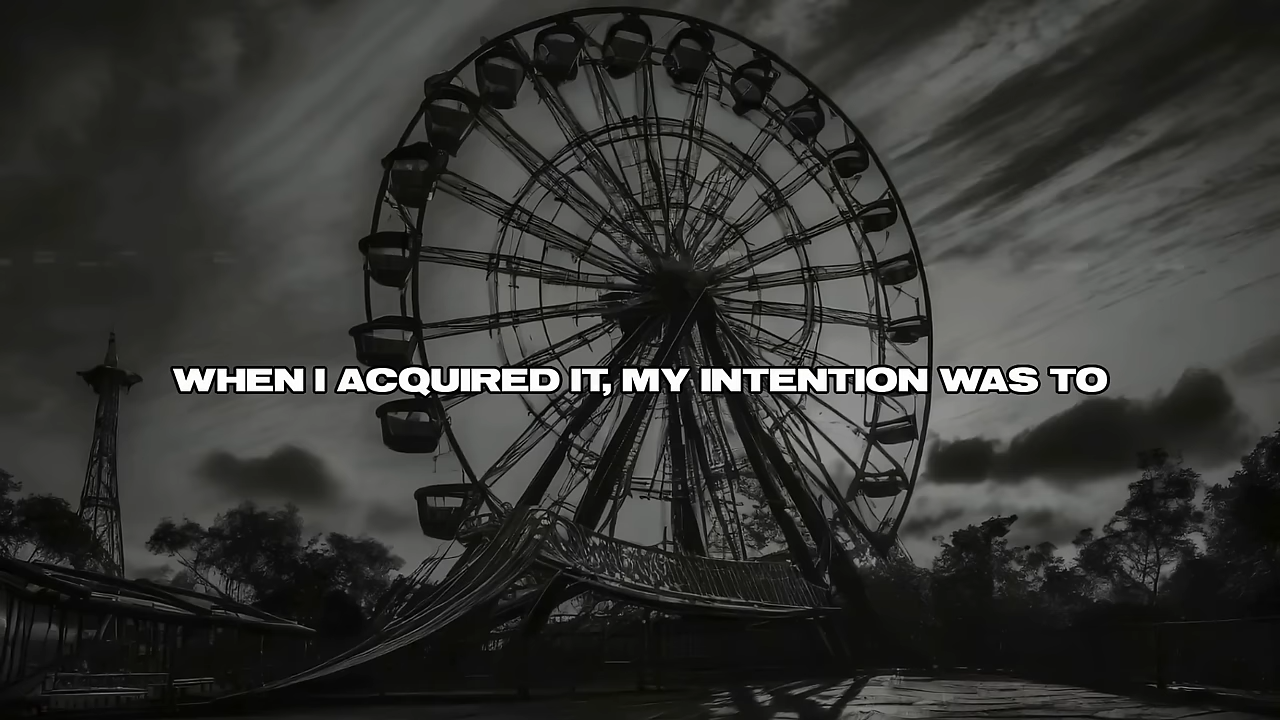 WHEN I ACQUIRED IT, MY INTENTION WAS TO